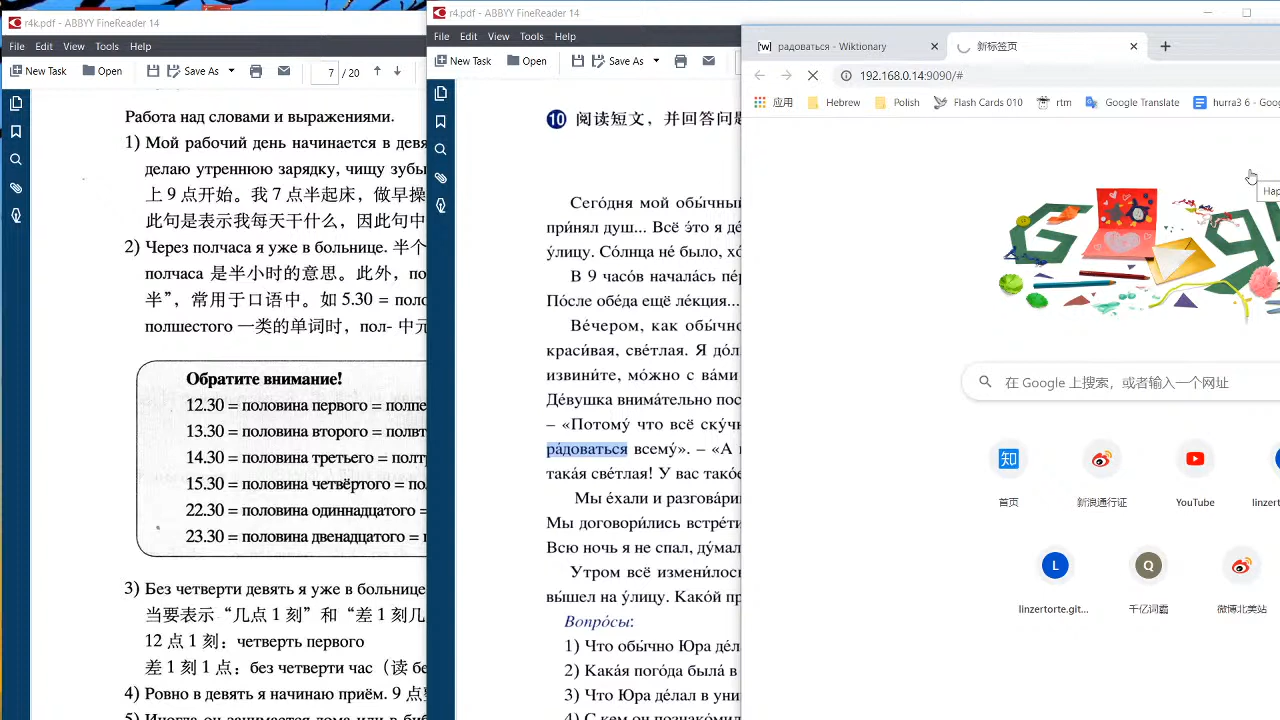 r4k.pdf - ABBYY FineReader 14
File Edit View Tools Help
New Task Open Save As 7 / 20
Работа над словами и выражениями.
1) Мой рабочий день начинается в девя
делаю утреннюю зарядку, чищу зубы
上 9 点开始。我 7 点半起床，做早操
此句是表示我每天干什么，因此句中
2) Через полчаса я уже в больнице. 半个
полчаса 是半小时的意思。此外，по
半”，常用于口语中。如 5.30 = поло
полшестого 一类的单词时，пол- 中元
Обратите внимание!
12.30 = половина первого = полпе
13.30 = половина второго = полвт
14.30 = половина третьего = полт
15.30 = половина четвёртого = по
22.30 = половина одиннадцатого =
23.30 = половина двенадцатого =
3) Без четверти девять я уже в больнице
当要表示“几点 1 刻”和“差 1 刻几
12 点 1 刻：четверть первого
差 1 刻 1 点：без четверти час（读 бе
4) Ровно в девять я начинаю приём. 9 点
r4.pdf - ABBYY FineReader 14
File Edit View Tools Help
New Task Open Save As
10 阅读短文，并回答问题
Сего́дня мой обы́чны
при́нял душ... Всё э́то я де́
у́лицу. Со́лнца не́ было, хо́
В 9 часо́в начала́сь пе́р
По́сле обе́да ещё ле́кция...
Ве́чером, как обы́чно
краси́вая, све́тлая. Я до́л
извини́те, мо́жно с ва́ми
Де́вушка внима́тельно пос
– «Потому́ что всё ску́чн
ра́доваться всему́». – «А
така́я све́тлая! У вас тако́е
Мы е́хали и разгова́ри
Мы договори́лись встре́ти
Всю ночь я не спал, ду́мал
У́тром всё измени́лось
вы́шел на у́лицу. Како́й пр
Вопро́сы:
1) Что обы́чно Ю́ра де́ла
2) Кака́я пого́да была́ в
3) Что Ю́ра де́лал в уни
4) С кем он познако́мил
[w] радоваться - Wiktionary 新标签页
192.168.0.14:9090/#
应用 Hebrew Polish Flash Cards 010 rtm Google Translate hurra3 6 - Goo
Hap
在 Google 上搜索，或者输入一个网址
知
首页 新浪通行证 YouTube linzert
L Q
linzertorte.git... 千亿词霸 微博北美站